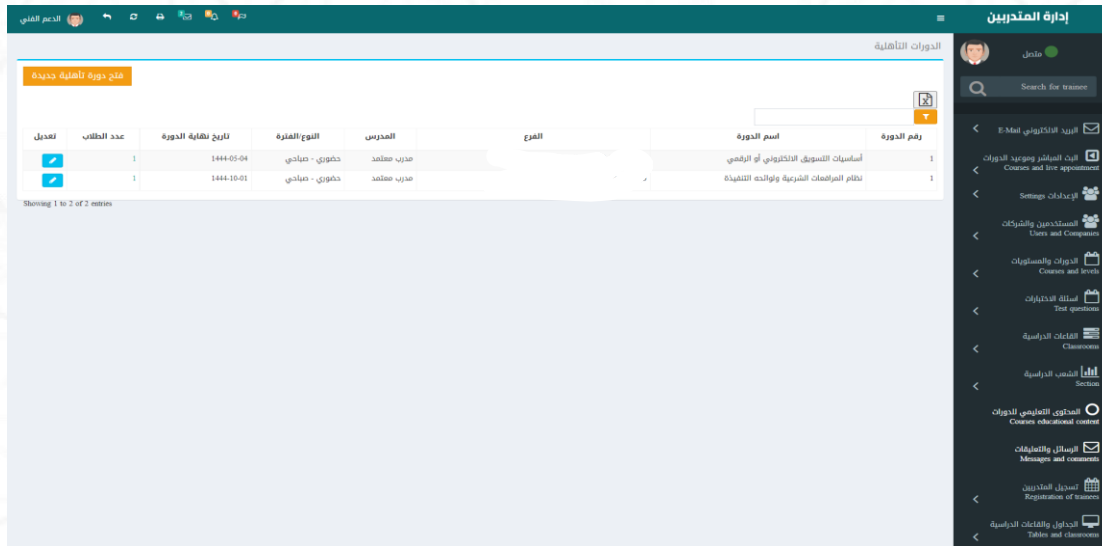 إدارة المتدربين
الدعم الفني
متصل
Search for trainee
البريد الالكتروني E-Mail
البث المباشر ومواعيد الدورات
Courses and live appointment
الإعدادات Settings
المستخدمين والشركات
Users and Companies
الدورات والمستويات
Courses and levels
اسئلة الاختبارات
Test questions
القاعات الدراسية
Classrooms
الشعب الدراسية
Section
المحتوى التعليمي للدورات
Courses educational content
الرسائل والتعليقات
Messages and comments
تسجيل المتدربين
Registration of trainees
الجداول والقاعات الدراسية
Tables and classrooms
الدورات التأهلية
فتح دورة تأهلية جديدة
رقم الدورة اسم الدورة الفرع المدرس النوع/الفترة تاريخ نهاية الدورة عدد الطلاب تعديل
1 أساسيات التسويق الالكتروني أو الرقمي مدرب معتمد حضوري - صباحي 1444-05-04 1
1 نظام المرافعات الشرعية ولوائحه التنفيذة مدرب معتمد حضوري - صباحي 1444-10-01 1
Showing 1 to 2 of 2 entries